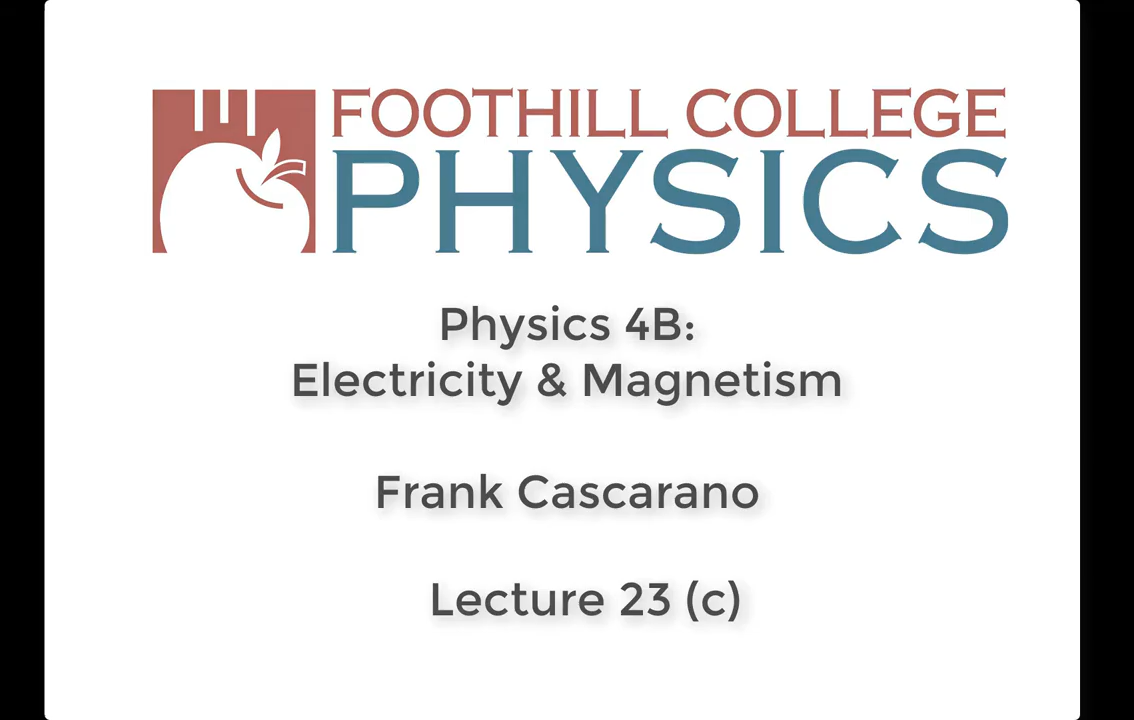 FOOTHILL COLLEGE
PHYSICS
Physics 4B:
Electricity & Magnetism
Frank Cascarano
Lecture 23 (c)